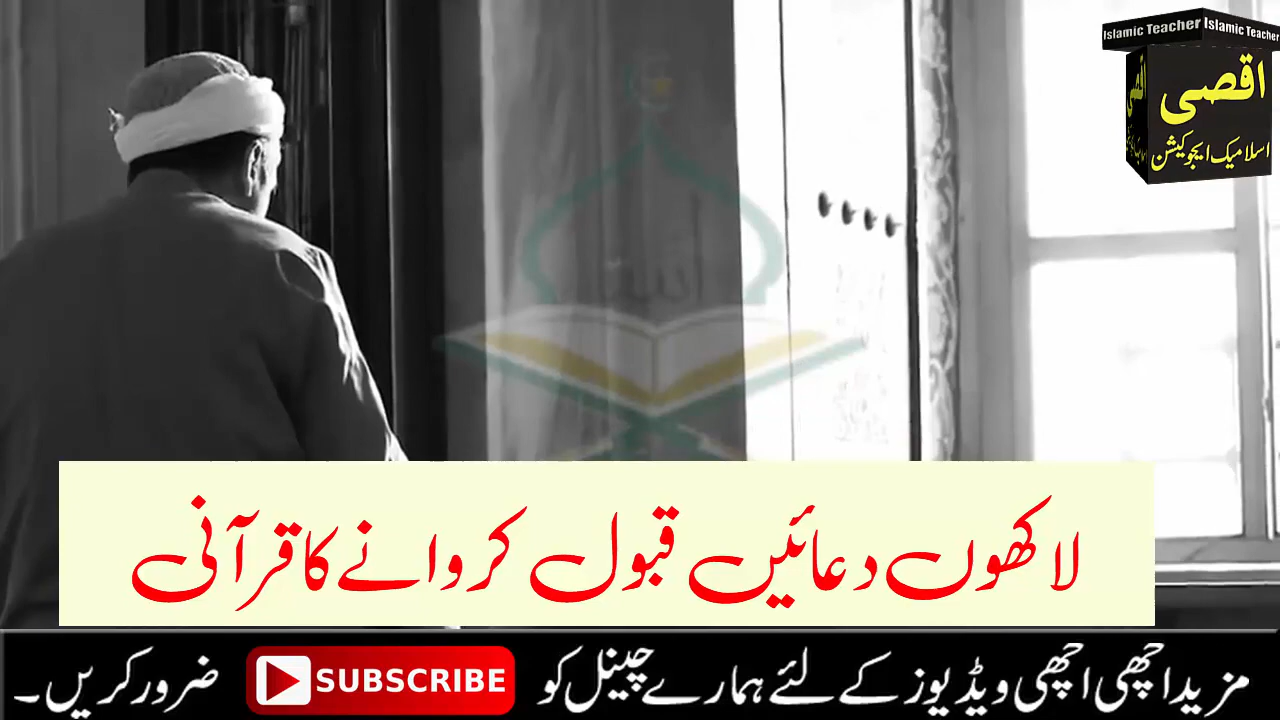 Islamic Teacher Islamic Teacher
اقصی
اقصی
اسلامیک ایجوکیشن
لاکھوں دعائیں قبول کروانے کا قرآنی
مزید اچھی اچھی ویڈیوز کے لئے ہمارے چینل کو SUBSCRIBE ضرور کریں۔